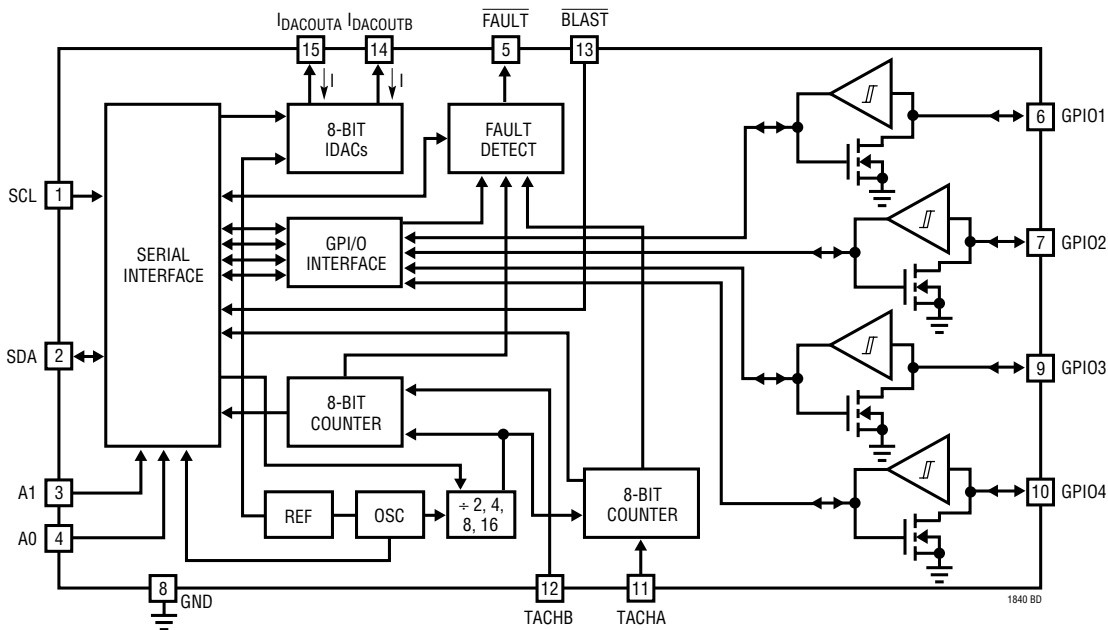 IDACOUTA IDACOUTB FAULT BLAST
15 14 5 13
I I
8-BIT
IDACs
FAULT
DETECT
6 GPIO1
SCL 1
SERIAL
INTERFACE
GPI/O
INTERFACE
7 GPIO2
SDA 2
9 GPIO3
8-BIT
COUNTER
A1 3
A0 4
REF
OSC
÷ 2, 4,
8, 16
8-BIT
COUNTER
10 GPIO4
8 GND
12
TACHB
11
TACHA
1840 BD